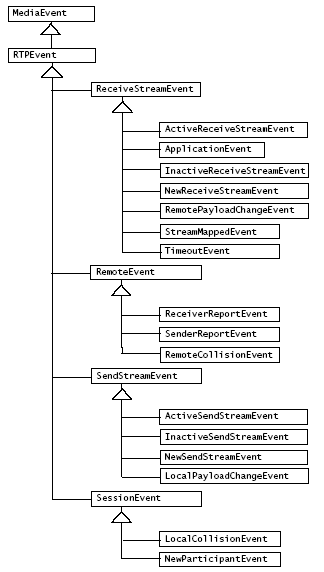 MediaEvent
RTPEvent
ReceiveStreamEvent
ActiveReceiveStreamEvent
ApplicationEvent
InactiveReceiveStreamEvent
NewReceiveStreamEvent
RemotePayloadChangeEvent
StreamMappedEvent
TimeoutEvent
RemoteEvent
ReceiverReportEvent
SenderReportEvent
RemoteCollisionEvent
SendStreamEvent
ActiveSendStreamEvent
InactiveSendStreamEvent
NewSendStreamEvent
LocalPayloadChangeEvent
SessionEvent
LocalCollisionEvent
NewParticipantEvent